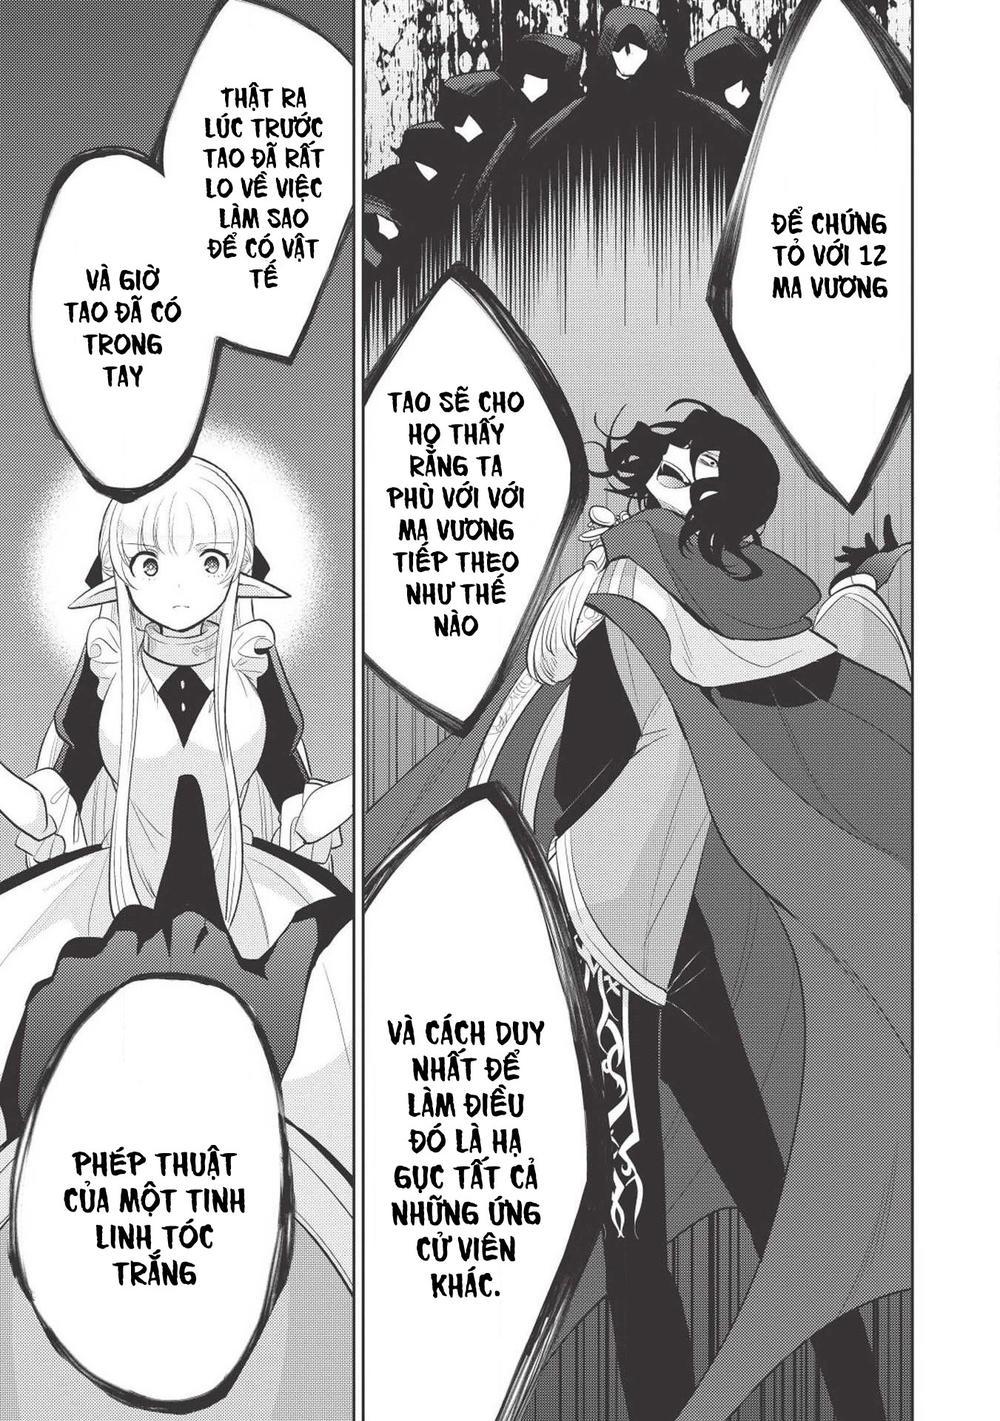 ĐỂ CHỨNG
TỎ VỚI 12
MA VƯƠNG
TAO SẼ CHO
HỌ THẤY
RẰNG TA
PHÙ VỚI VỚI
MA VƯƠNG
TIẾP THEO
NHƯ THẾ
NÀO
VÀ CÁCH DUY
NHẤT ĐỂ
LÀM ĐIỀU
ĐÓ LÀ HẠ
GỤC TẤT CẢ
NHỮNG ỨNG
CỬ VIÊN
KHÁC.
THẬT RA
LÚC TRƯỚC
TAO ĐÃ RẤT
LO VỀ VIỆC
LÀM SAO
ĐỂ CÓ VẬT
TẾ
VÀ GIỜ
TAO ĐÃ CÓ
TRONG
TAY
PHÉP THUẬT
CỦA MỘT TINH
LINH TÓC
TRẮNG